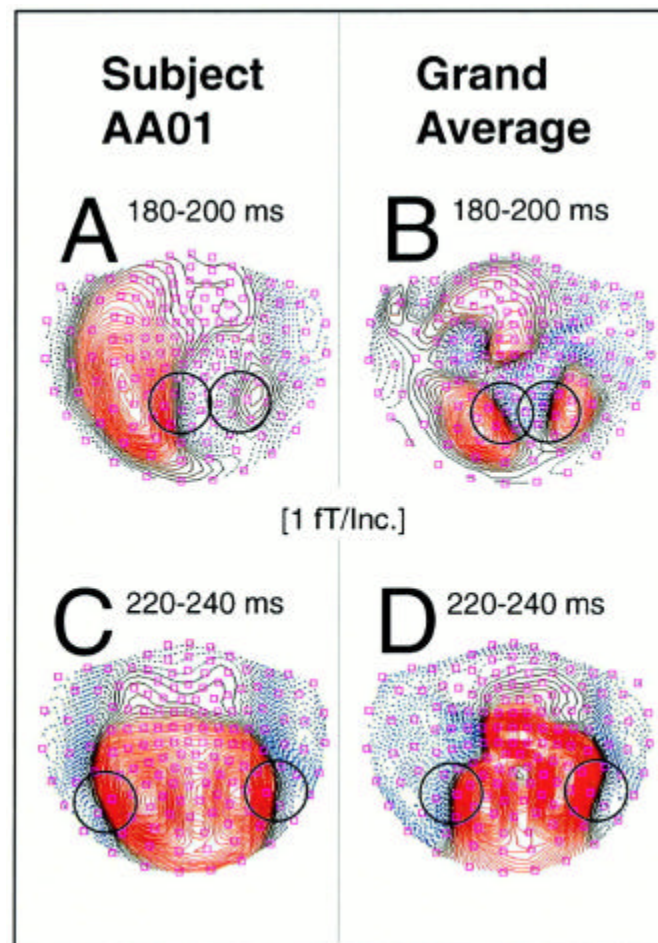 Subject
AA01
Grand
Average
A 180-200 ms
B 180-200 ms
[1 fT/Inc.]
C 220-240 ms
D 220-240 ms